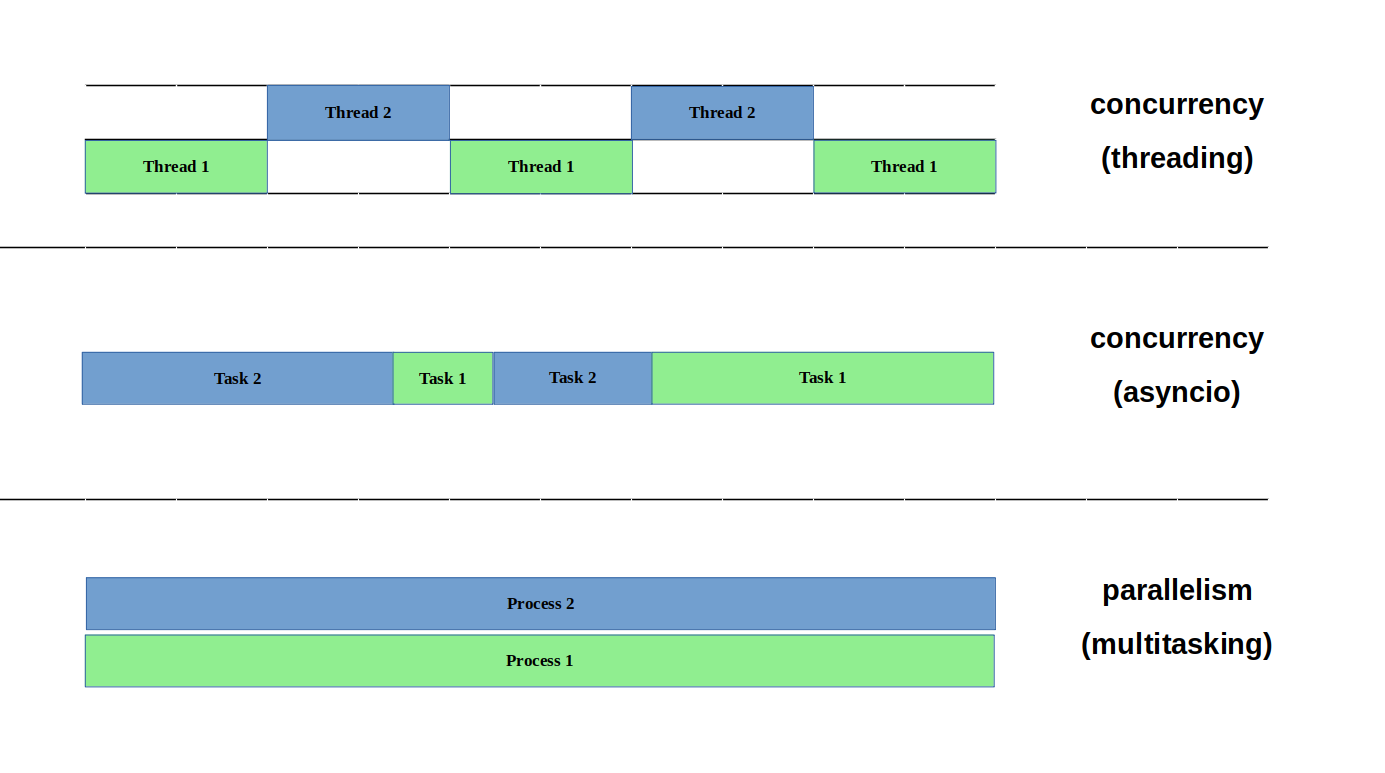 Thread 2
Thread 2
concurrency
(threading)
Thread 1
Thread 1
Thread 1
concurrency
(asyncio)
Task 2
Task 1
Task 2
Task 1
parallelism
(multitasking)
Process 2
Process 1